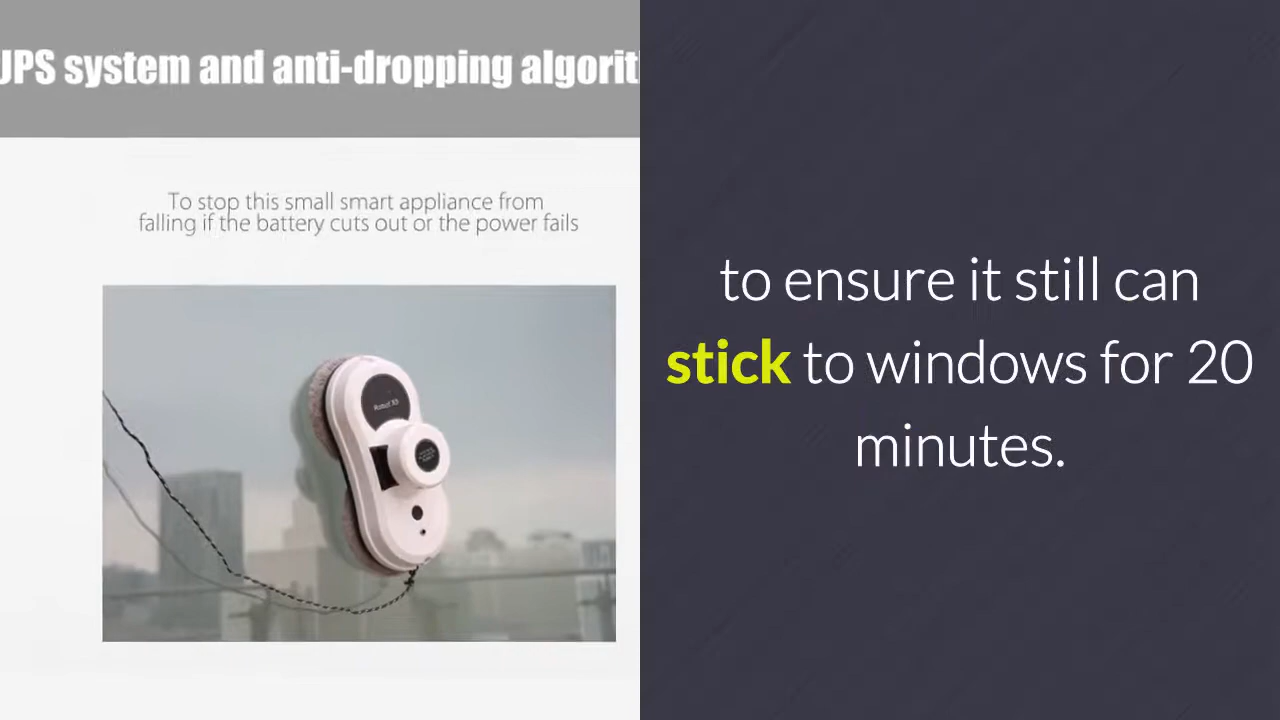 UPS system and anti-dropping algorit
To stop this small smart appliance from
falling if the battery cuts out or the power fails
to ensure it still can
stick to windows for 20
minutes.